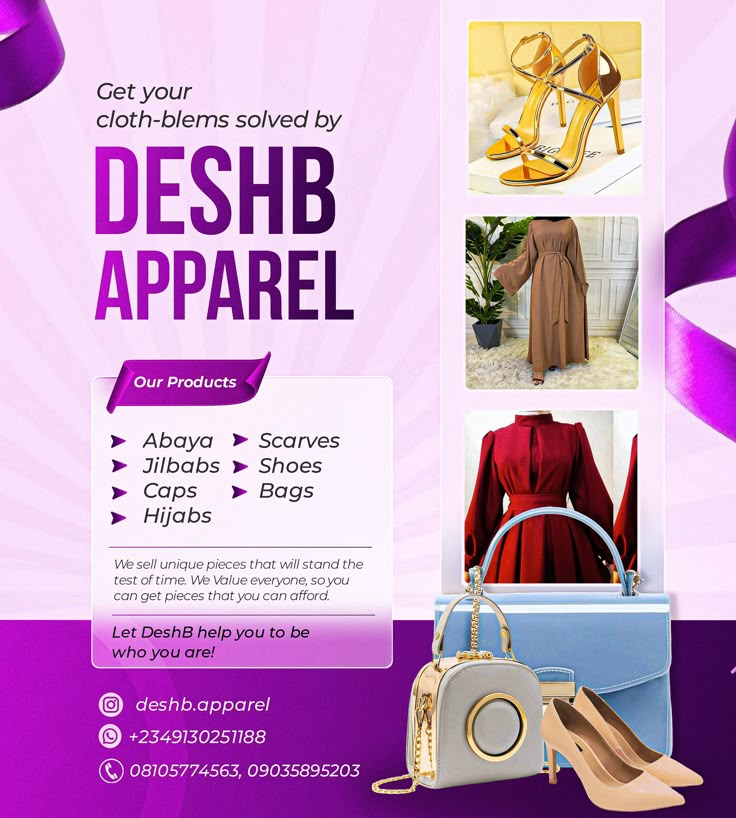 Get your
cloth-blems solved by
DESHB
APPAREL
Our Products
Abaya
Jilbabs
Caps
Hijabs
Scarves
Shoes
Bags
We sell unique pieces that will stand the
test of time. We Value everyone, so you
can get pieces that you can afford.
Let DeshB help you to be
who you are!
deshb.apparel
+2349130251188
08105774563, 09035895203